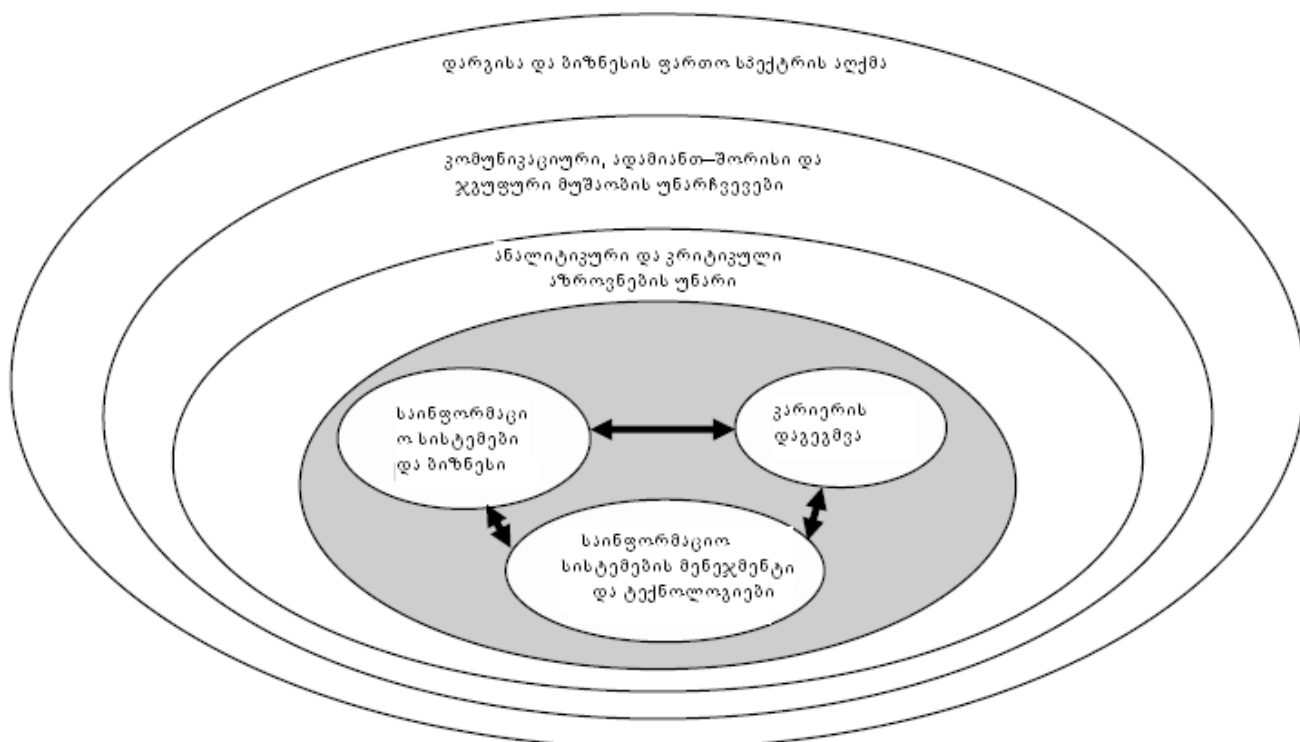 დარგისა და ბიზნესის ფართო სპექტრის აღქმა
კომუნიკაციური, ადამიანთ–შორისი და
ჯგუფური მუშაობის უნარჩვევები
ანალიტიკური და კრიტიკული
აზროვნების უნარი
საინფორმაცი
ო სისტემები
და ბიზნესი
კარიერის
დაგეგმვა
საინფორმაციო
სისტემების მენეჯმენტი
და ტექნოლოგიები